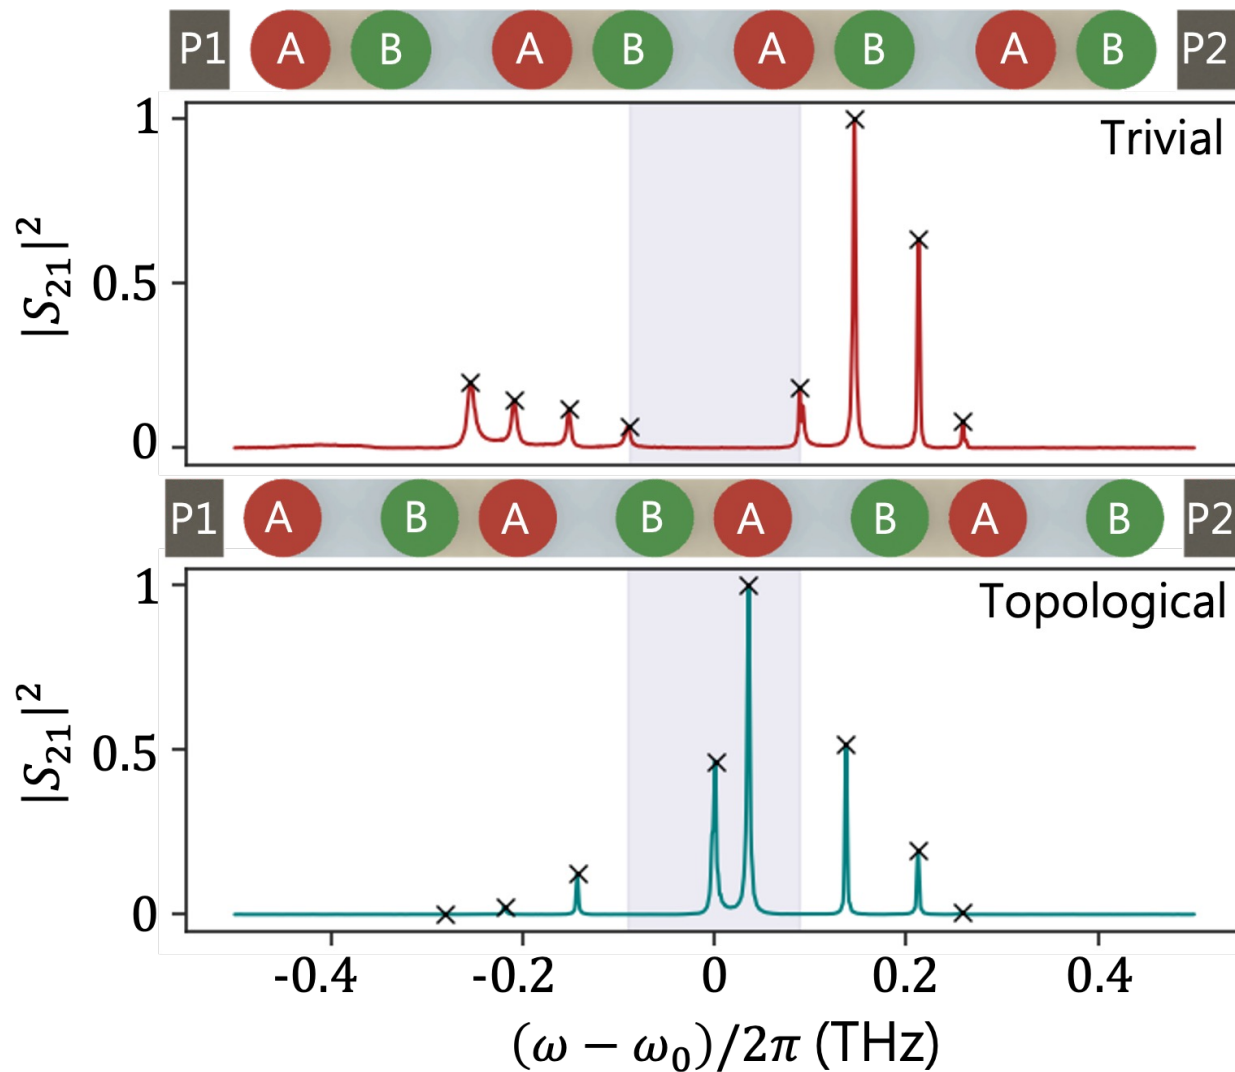 P1 A B A B A B A B P2
Trivial
1
0.5
0
|S₂₁|²
P1 A B A B A B A B P2
Topological
1
0.5
0
|S₂₁|²
-0.4 -0.2 0 0.2 0.4
(ω − ω₀)/2π (THz)